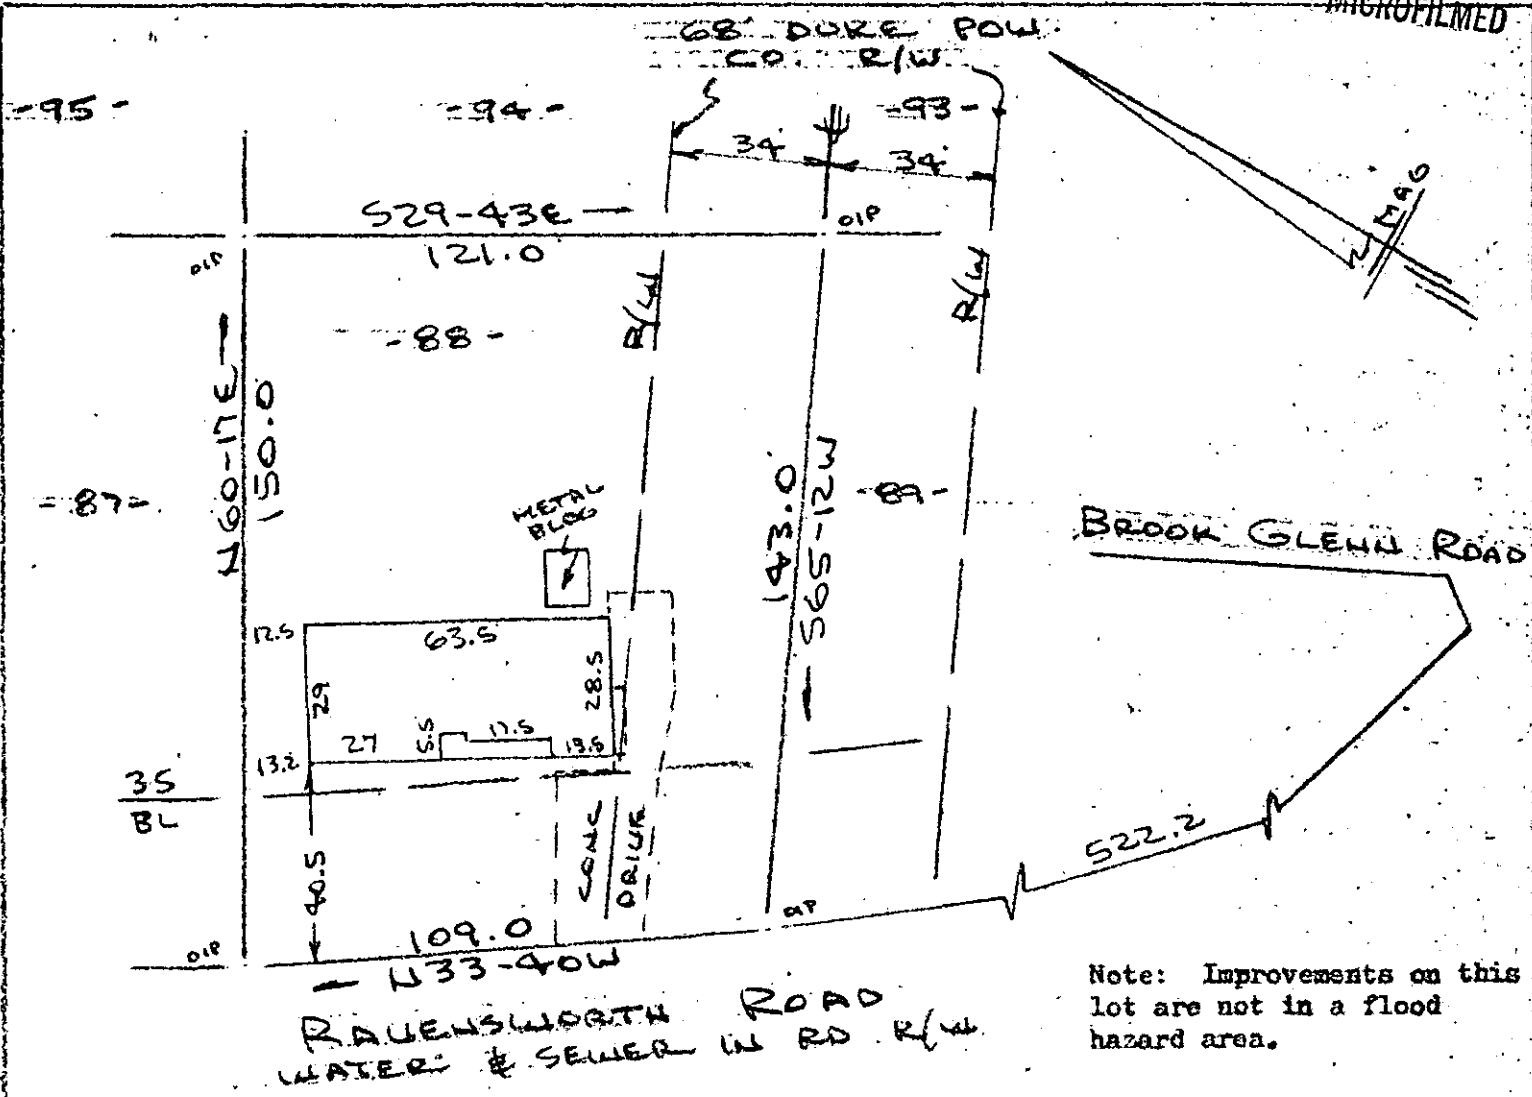 MICROFILMED
68' DUKE POW.
CO. R/W
-95-
-94-
-93-
34'
34'
S29-43E
OIP
121.0
OIP
MAG
R/W
R/W
-88-
N60-17E
150.0
-87-
METAL
BLDG
143.0
S65-12W
-89-
BROOK GLENN ROAD
12.5
63.5
29
28.5
27
5.5
17.5
19.5
13.2
35
BL
40.5
CONC
DRIVE
522.2
OIP
OIP
109.0
N33-40W
RAVENSWORTH ROAD
WATER & SEWER IN RD R/W
Note: Improvements on this
lot are not in a flood
hazard area.